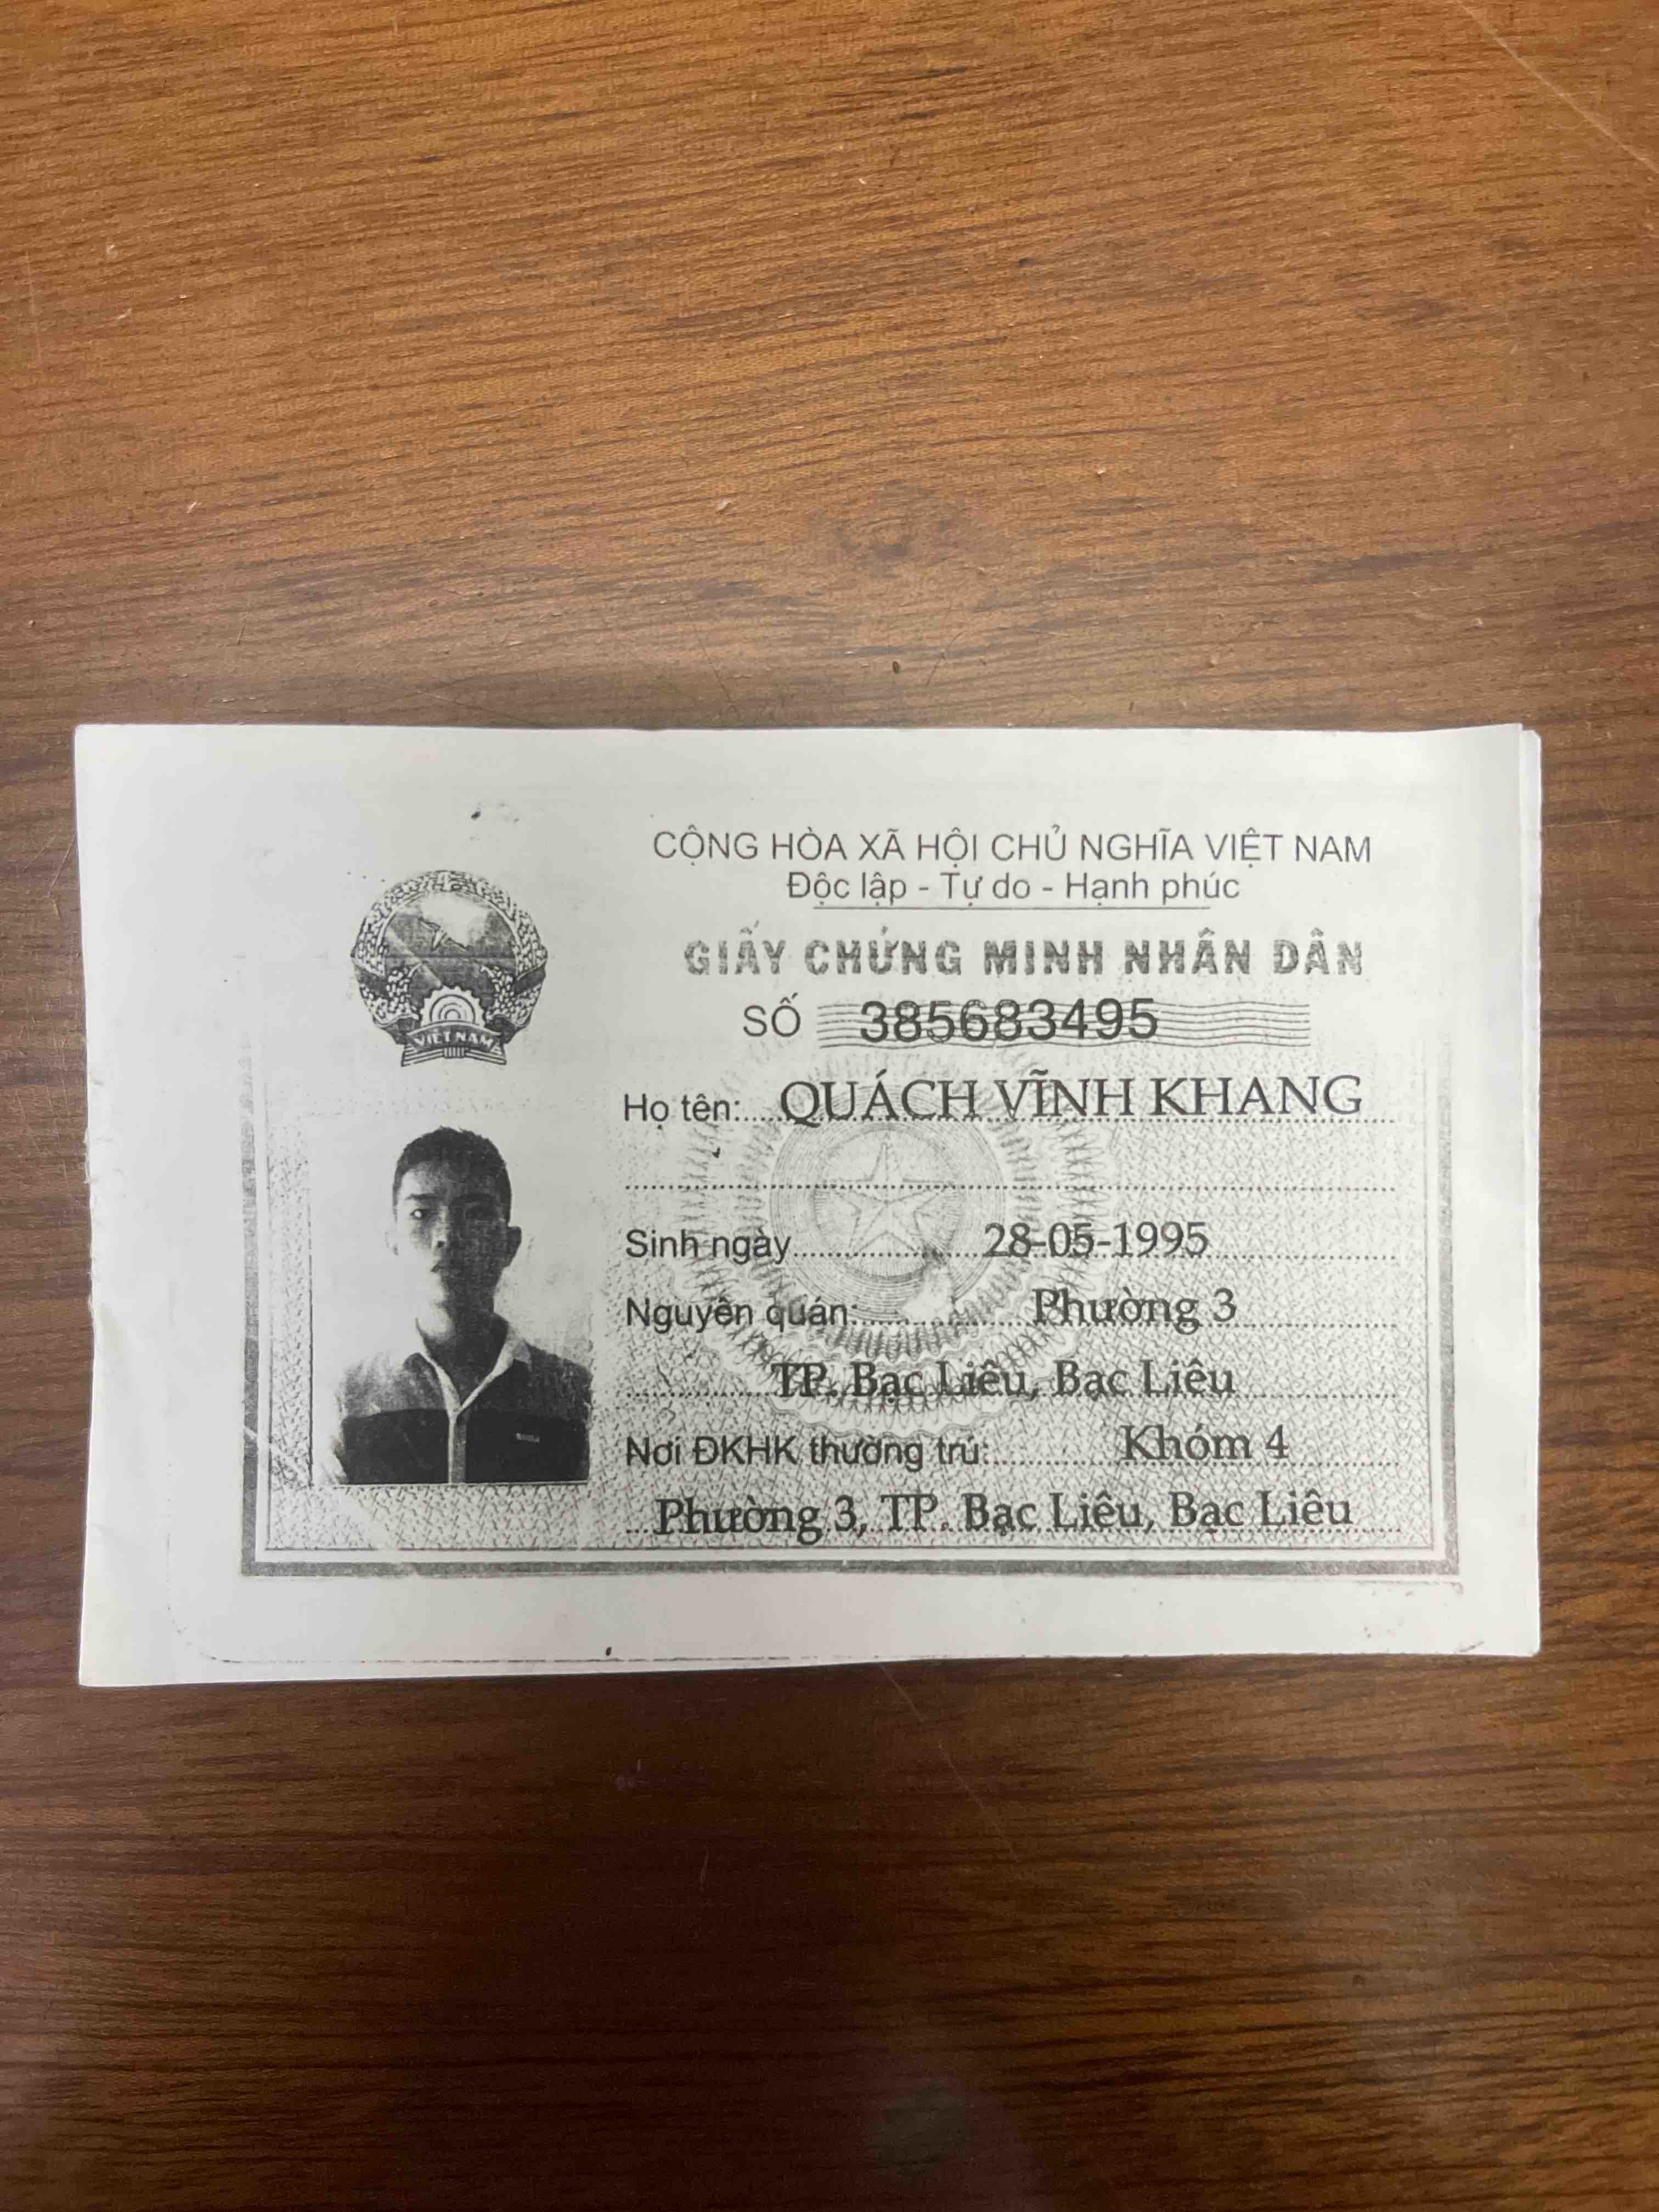 CỘNG HÒA XÃ HỘI CHỦ NGHĨA VIỆT NAM
Độc lập - Tự do - Hạnh phúc
GIẤY CHỨNG MINH NHÂN DÂN
SỐ 385683495
VIỆT NAM
Họ tên: QUÁCH VĨNH KHANG
Sinh ngày 28-05-1995
Nguyên quán: Phường 3
TP. Bạc Liêu, Bạc Liêu
Nơi ĐKHK thường trú: Khóm 4
Phường 3, TP. Bạc Liêu, Bạc Liêu